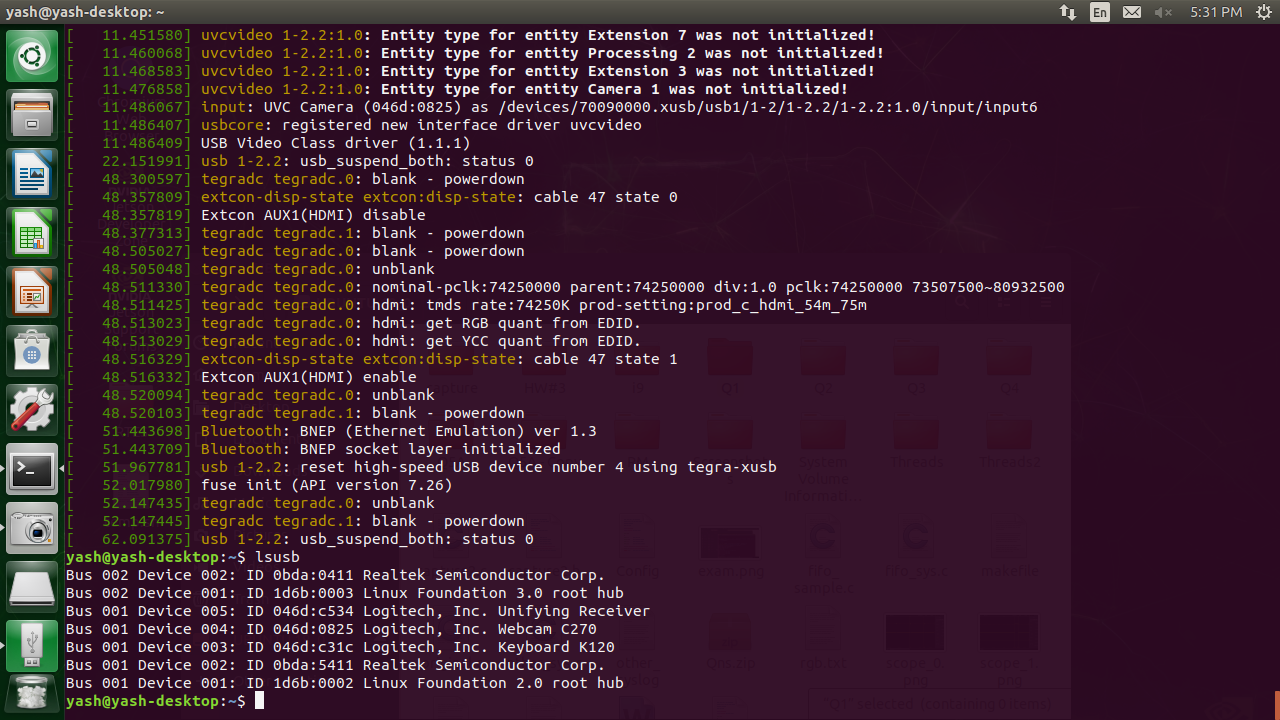 yash@yash-desktop: ~
En
5:31 PM
[   11.451580] uvcvideo 1-2.2:1.0: Entity type for entity Extension 7 was not initialized!
[   11.460068] uvcvideo 1-2.2:1.0: Entity type for entity Processing 2 was not initialized!
[   11.468583] uvcvideo 1-2.2:1.0: Entity type for entity Extension 3 was not initialized!
[   11.476858] uvcvideo 1-2.2:1.0: Entity type for entity Camera 1 was not initialized!
[   11.486067] input: UVC Camera (046d:0825) as /devices/70090000.xusb/usb1/1-2/1-2.2/1-2.2:1.0/input/input6
[   11.486407] usbcore: registered new interface driver uvcvideo
[   11.486409] USB Video Class driver (1.1.1)
[   22.151991] usb 1-2.2: usb_suspend_both: status 0
[   48.300597] tegradc tegradc.0: blank - powerdown
[   48.357809] extcon-disp-state extcon:disp-state: cable 47 state 0
[   48.357819] Extcon AUX1(HDMI) disable
[   48.377313] tegradc tegradc.1: blank - powerdown
[   48.505027] tegradc tegradc.0: blank - powerdown
[   48.505048] tegradc tegradc.0: unblank
[   48.511330] tegradc tegradc.0: nominal-pclk:74250000 parent:74250000 div:1.0 pclk:74250000 73507500~80932500
[   48.511425] tegradc tegradc.0: hdmi: tmds rate:74250K prod-setting:prod_c_hdmi_54m_75m
[   48.513023] tegradc tegradc.0: hdmi: get RGB quant from EDID.
[   48.513029] tegradc tegradc.0: hdmi: get YCC quant from EDID.
[   48.516329] extcon-disp-state extcon:disp-state: cable 47 state 1
[   48.516332] Extcon AUX1(HDMI) enable
[   48.520094] tegradc tegradc.0: unblank
[   48.520103] tegradc tegradc.1: blank - powerdown
[   51.443698] Bluetooth: BNEP (Ethernet Emulation) ver 1.3
[   51.443709] Bluetooth: BNEP socket layer initialized
[   51.967781] usb 1-2.2: reset high-speed USB device number 4 using tegra-xusb
[   52.017980] fuse init (API version 7.26)
[   52.147435] tegradc tegradc.0: unblank
[   52.147445] tegradc tegradc.1: blank - powerdown
[   62.091375] usb 1-2.2: usb_suspend_both: status 0
yash@yash-desktop:~$ lsusb
Bus 002 Device 002: ID 0bda:0411 Realtek Semiconductor Corp.
Bus 002 Device 001: ID 1d6b:0003 Linux Foundation 3.0 root hub
Bus 001 Device 005: ID 046d:c534 Logitech, Inc. Unifying Receiver
Bus 001 Device 004: ID 046d:0825 Logitech, Inc. Webcam C270
Bus 001 Device 003: ID 046d:c31c Logitech, Inc. Keyboard K120
Bus 001 Device 002: ID 0bda:5411 Realtek Semiconductor Corp.
Bus 001 Device 001: ID 1d6b:0002 Linux Foundation 2.0 root hub
yash@yash-desktop:~$